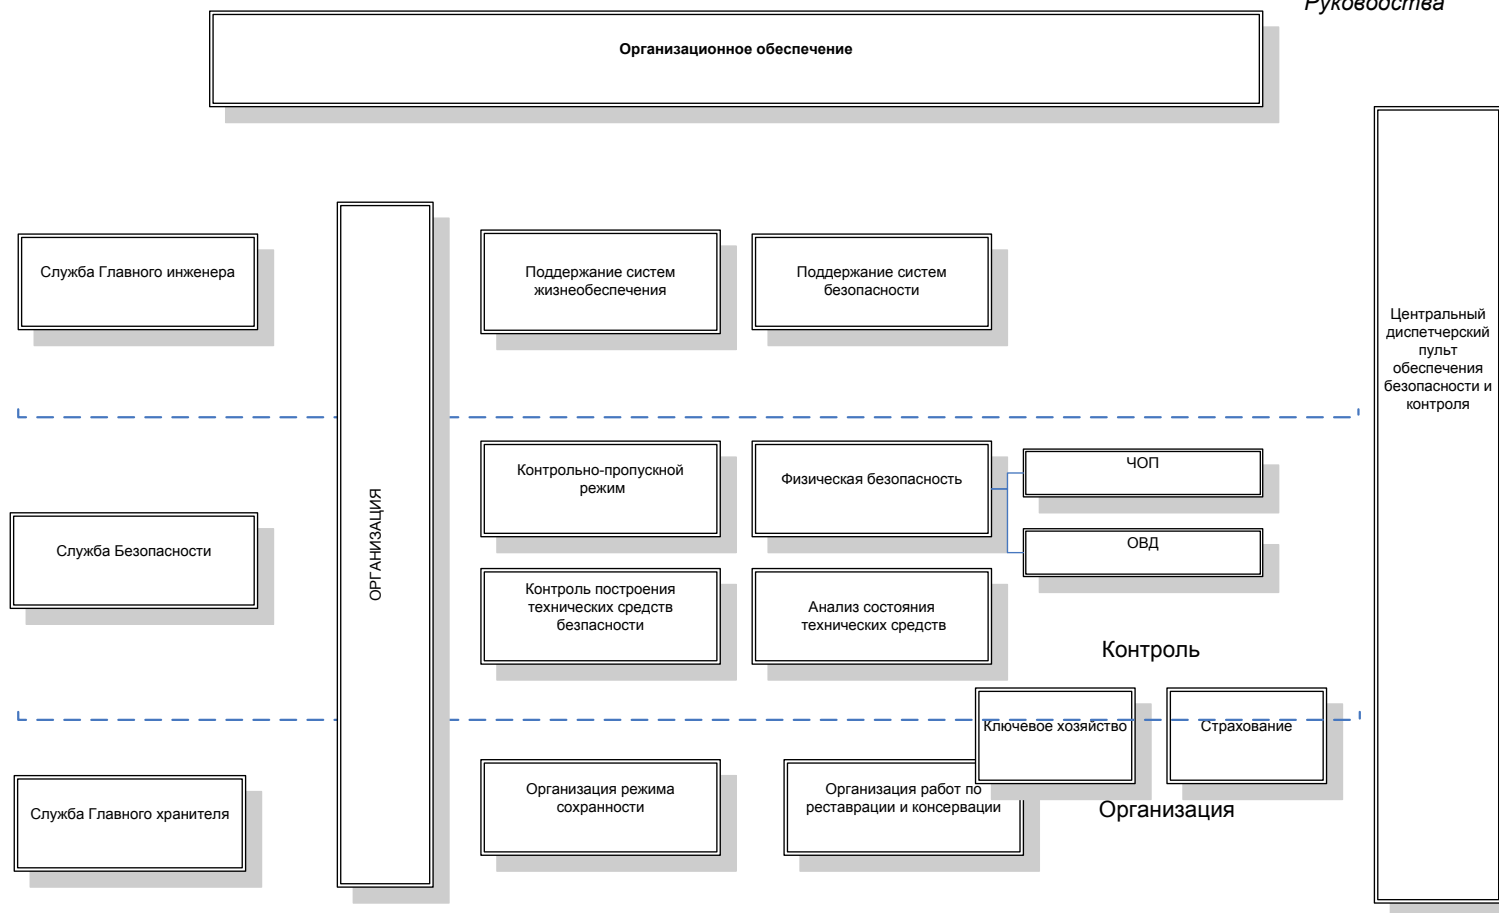 Руководства
Организационное обеспечение
Служба Главного инженера
Поддержание систем
жизнеобеспечения
Поддержание систем
безопасности
Центральный
диспетчерский
пульт
обеспечения
безопасности и
контроля
ОРГАНИЗАЦИЯ
Контрольно-пропускной
режим
Физическая безопасность
ЧОП
ОВД
Служба Безопасности
Контроль построения
технических средств
безпасности
Анализ состояния
технических средств
Контроль
Ключевое хозяйство
Страхование
Служба Главного хранителя
Организация режима
сохранности
Организация работ по
реставрации и консервации
Организация